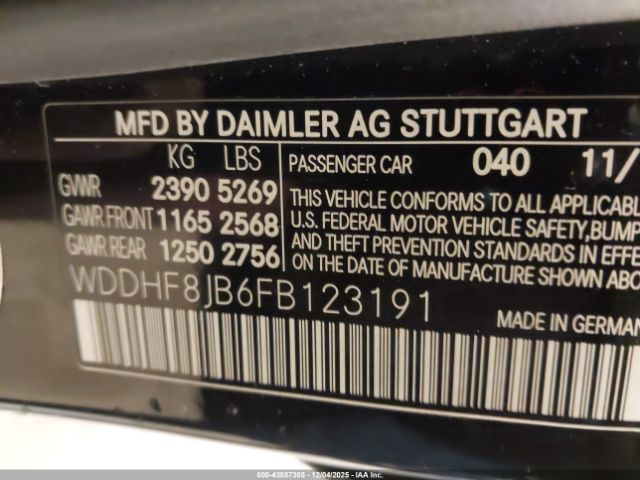 MFD BY DAIMLER AG STUTTGART
KG LBS
GVWR 2390 5269
GAWR FRONT 1165 2568
GAWR REAR 1250 2756
PASSENGER CAR 040 11/
THIS VEHICLE CONFORMS TO ALL APPLICABL
U.S. FEDERAL MOTOR VEHICLE SAFETY, BUMP
AND THEFT PREVENTION STANDARDS IN EFFE
ON THE DATE OF MANUFACTURE SHOWN ABO
WDDHF8JB6FB123191
MADE IN GERMAN
000-43857305 - 12/04/2025 - IAA Inc.